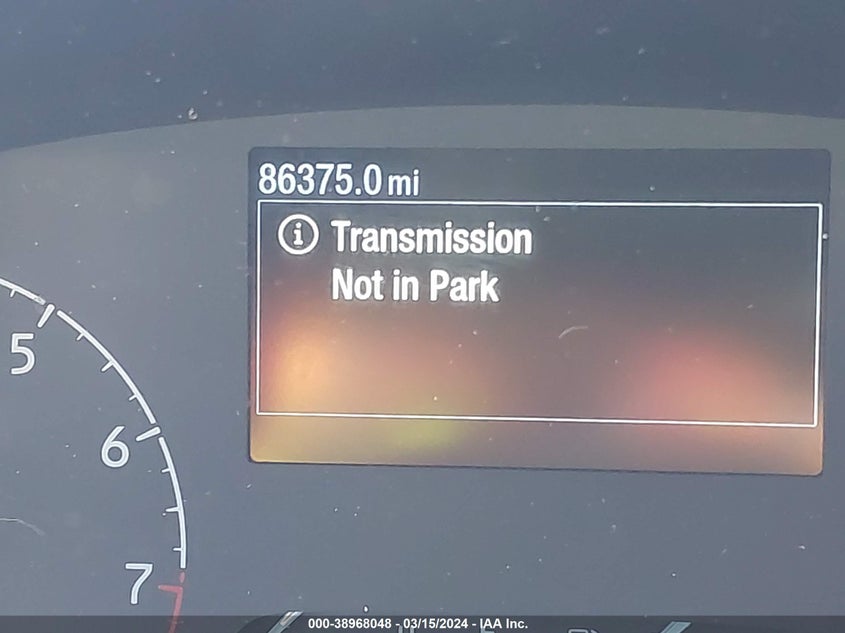 86375.0 mi
Transmission
Not in Park
5
6
7
000-38968048 - 03/15/2024 - IAA Inc.